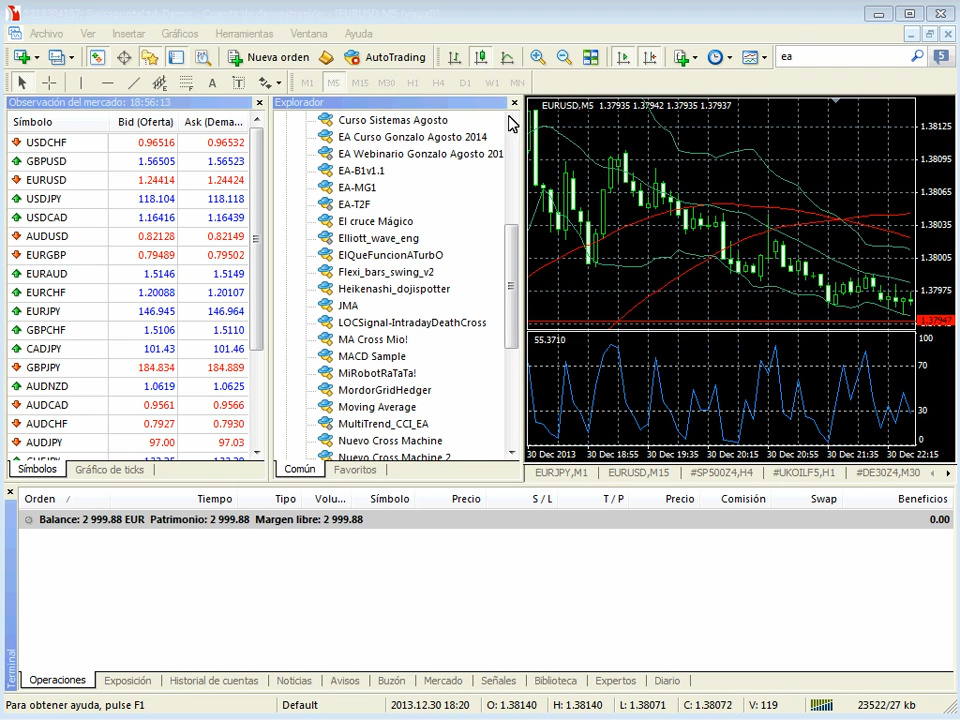 Archivo Ver Insertar Gráficos Herramientas Ventana Ayuda
Nueva orden AutoTrading ea 5
A T M1 M5 M15 M30 H1 H4 D1 W1 MN
Observación del mercado: 18:56:13
Símbolo Bid (Oferta) Ask (Dema...
USDCHF 0.96516 0.96532
GBPUSD 1.56505 1.56523
EURUSD 1.24414 1.24424
USDJPY 118.104 118.118
USDCAD 1.16416 1.16439
AUDUSD 0.82128 0.82149
EURGBP 0.79489 0.79502
EURAUD 1.5146 1.5149
EURCHF 1.20088 1.20107
EURJPY 146.945 146.964
GBPCHF 1.5106 1.5110
CADJPY 101.43 101.46
GBPJPY 184.834 184.889
AUDNZD 1.0619 1.0625
AUDCAD 0.9561 0.9566
AUDCHF 0.7927 0.7930
AUDJPY 97.00 97.03
Símbolos Gráfico de ticks
Explorador
Curso Sistemas Agosto
EA Curso Gonzalo Agosto 2014
EA Webinario Gonzalo Agosto 201
EA-B1v1.1
EA-MG1
EA-T2F
El cruce Mágico
Elliott_wave_eng
ElQueFuncionATurbO
Flexi_bars_swing_v2
Heikenashi_dojispotter
JMA
LOCSignal-IntradayDeathCross
MA Cross Mio!
MACD Sample
MiRobotRaTaTa!
MordorGridHedger
Moving Average
MultiTrend_CCI_EA
Nuevo Cross Machine
Nuevo Cross Machine 2
Común Favoritos
EURUSD,M5 1.37935 1.37942 1.37935 1.37937
1.38125
1.38095
1.38065
1.38035
1.38005
1.37975
55.3710
100
70
30
0
30 Dec 2013 30 Dec 18:55 30 Dec 19:35 30 Dec 20:15 30 Dec 20:55 30 Dec 21:35 30 Dec 22:15
EURJPY,M1 EURUSD,M15 #SP500Z4,H4 #UKOILF5,H1 #DE30Z4,M30
Orden / Tiempo Tipo Volu... Símbolo Precio S / L T / P Precio Comisión Swap Beneficios
Balance: 2 999.88 EUR Patrimonio: 2 999.88 Margen libre: 2 999.88 0.00
Terminal
Operaciones Exposición Historial de cuentas Noticias Avisos Buzón Mercado Señales Biblioteca Expertos Diario
Para obtener ayuda, pulse F1 Default 2013.12.30 18:20 O: 1.38140 H: 1.38140 L: 1.38071 C: 1.38072 V: 119 23522/27 kb